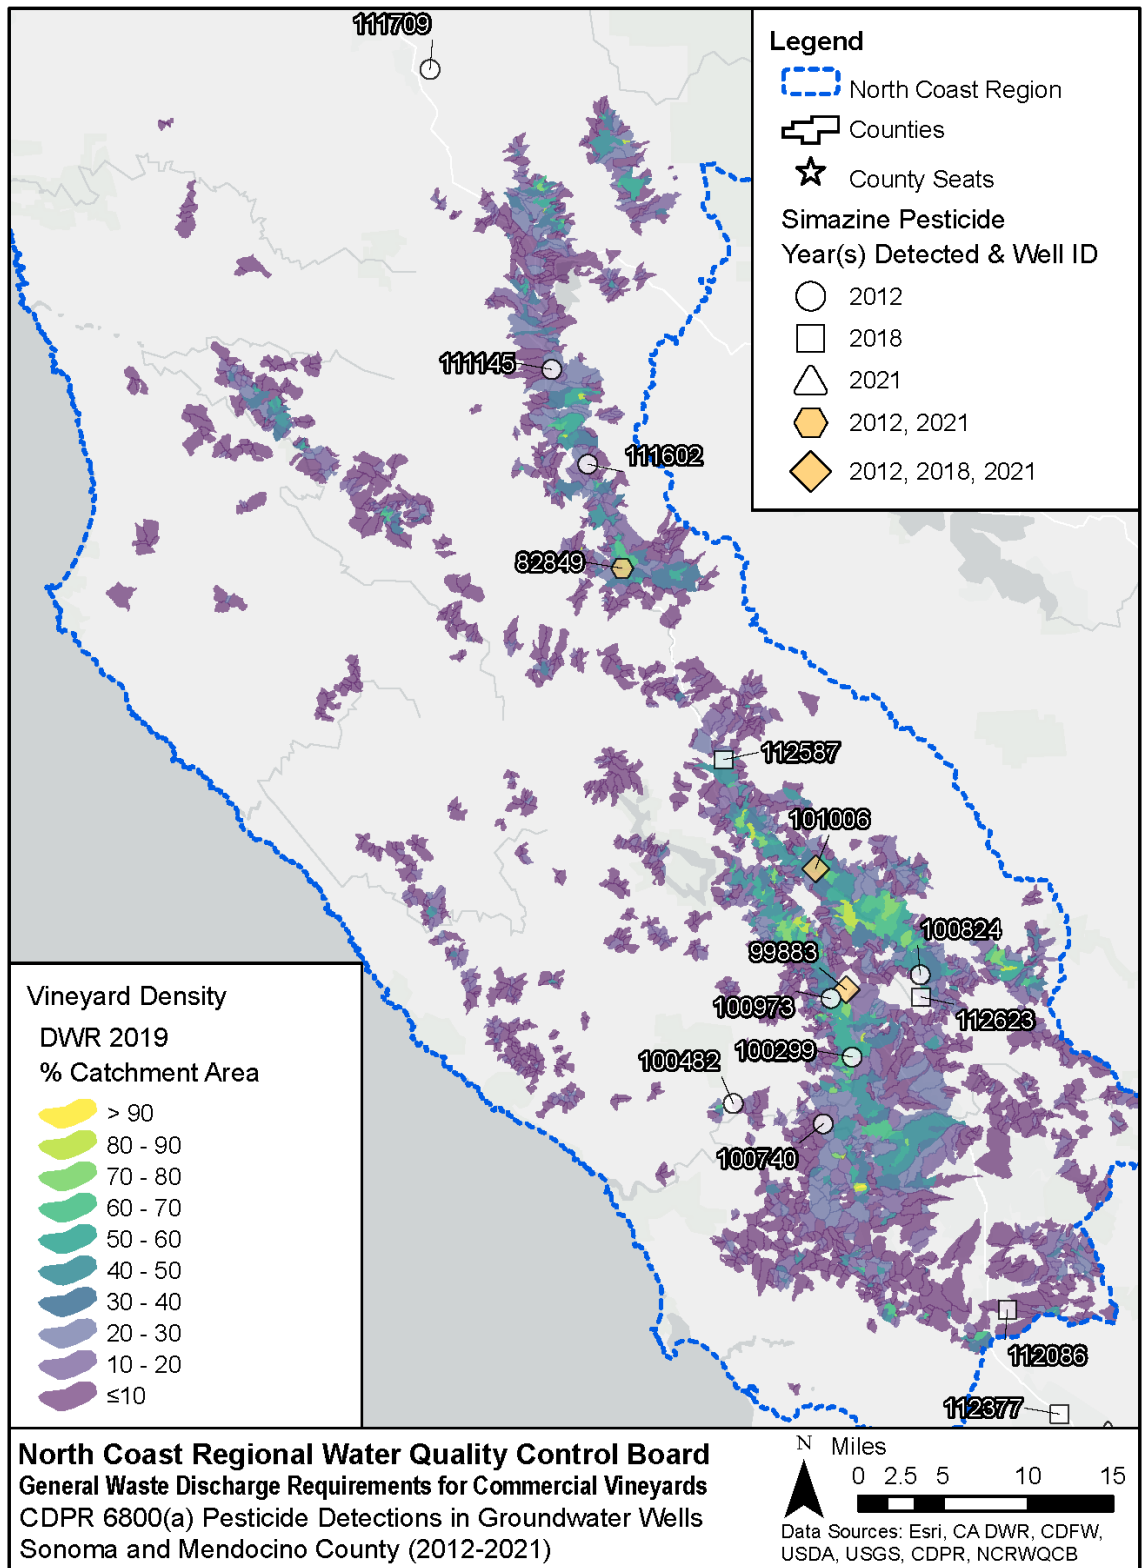 111709
Legend
North Coast Region
Counties
County Seats
Simazine Pesticide
Year(s) Detected & Well ID
2012
2018
2021
2012, 2021
2012, 2018, 2021
111145
111602
82849
112587
101006
100824
99883
100973
112623
100482
100299
100740
112086
112377
Vineyard Density
DWR 2019
% Catchment Area
> 90
80 - 90
70 - 80
60 - 70
50 - 60
40 - 50
30 - 40
20 - 30
10 - 20
≤10
North Coast Regional Water Quality Control Board
General Waste Discharge Requirements for Commercial Vineyards
CDPR 6800(a) Pesticide Detections in Groundwater Wells
Sonoma and Mendocino County (2012-2021)
N Miles
0 2.5 5 10 15
Data Sources: Esri, CA DWR, CDFW,
USDA, USGS, CDPR, NCRWQCB